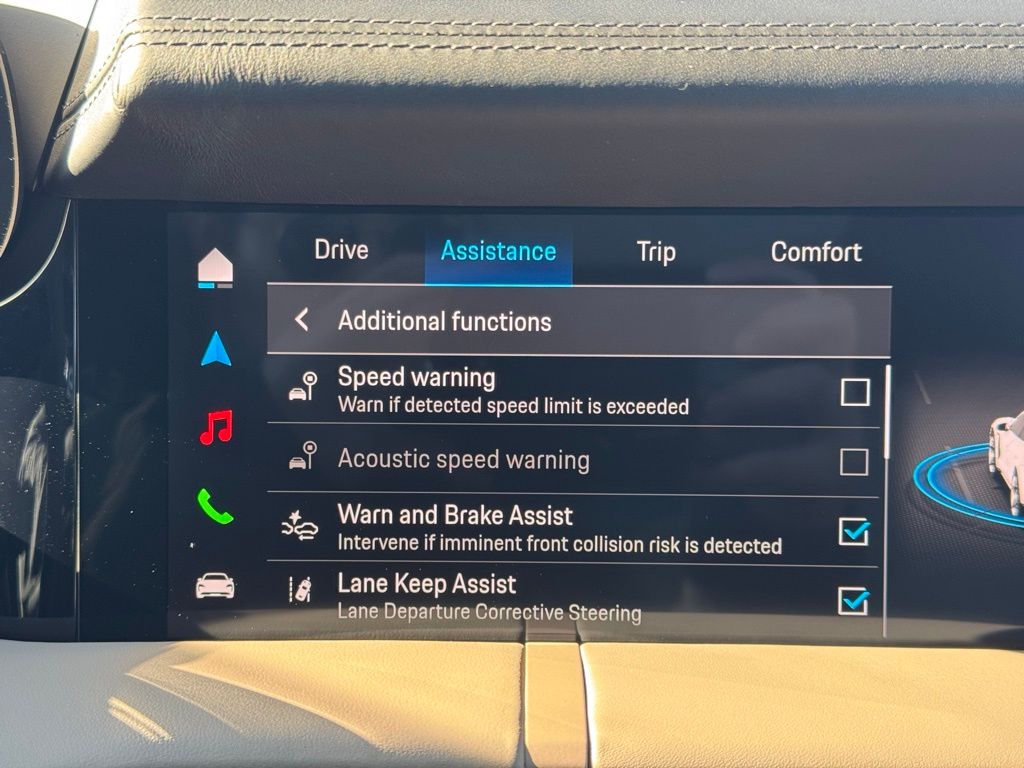 Drive Assistance Trip Comfort
Additional functions
Speed warning
Warn if detected speed limit is exceeded
Acoustic speed warning
Warn and Brake Assist
Intervene if imminent front collision risk is detected
Lane Keep Assist
Lane Departure Corrective Steering